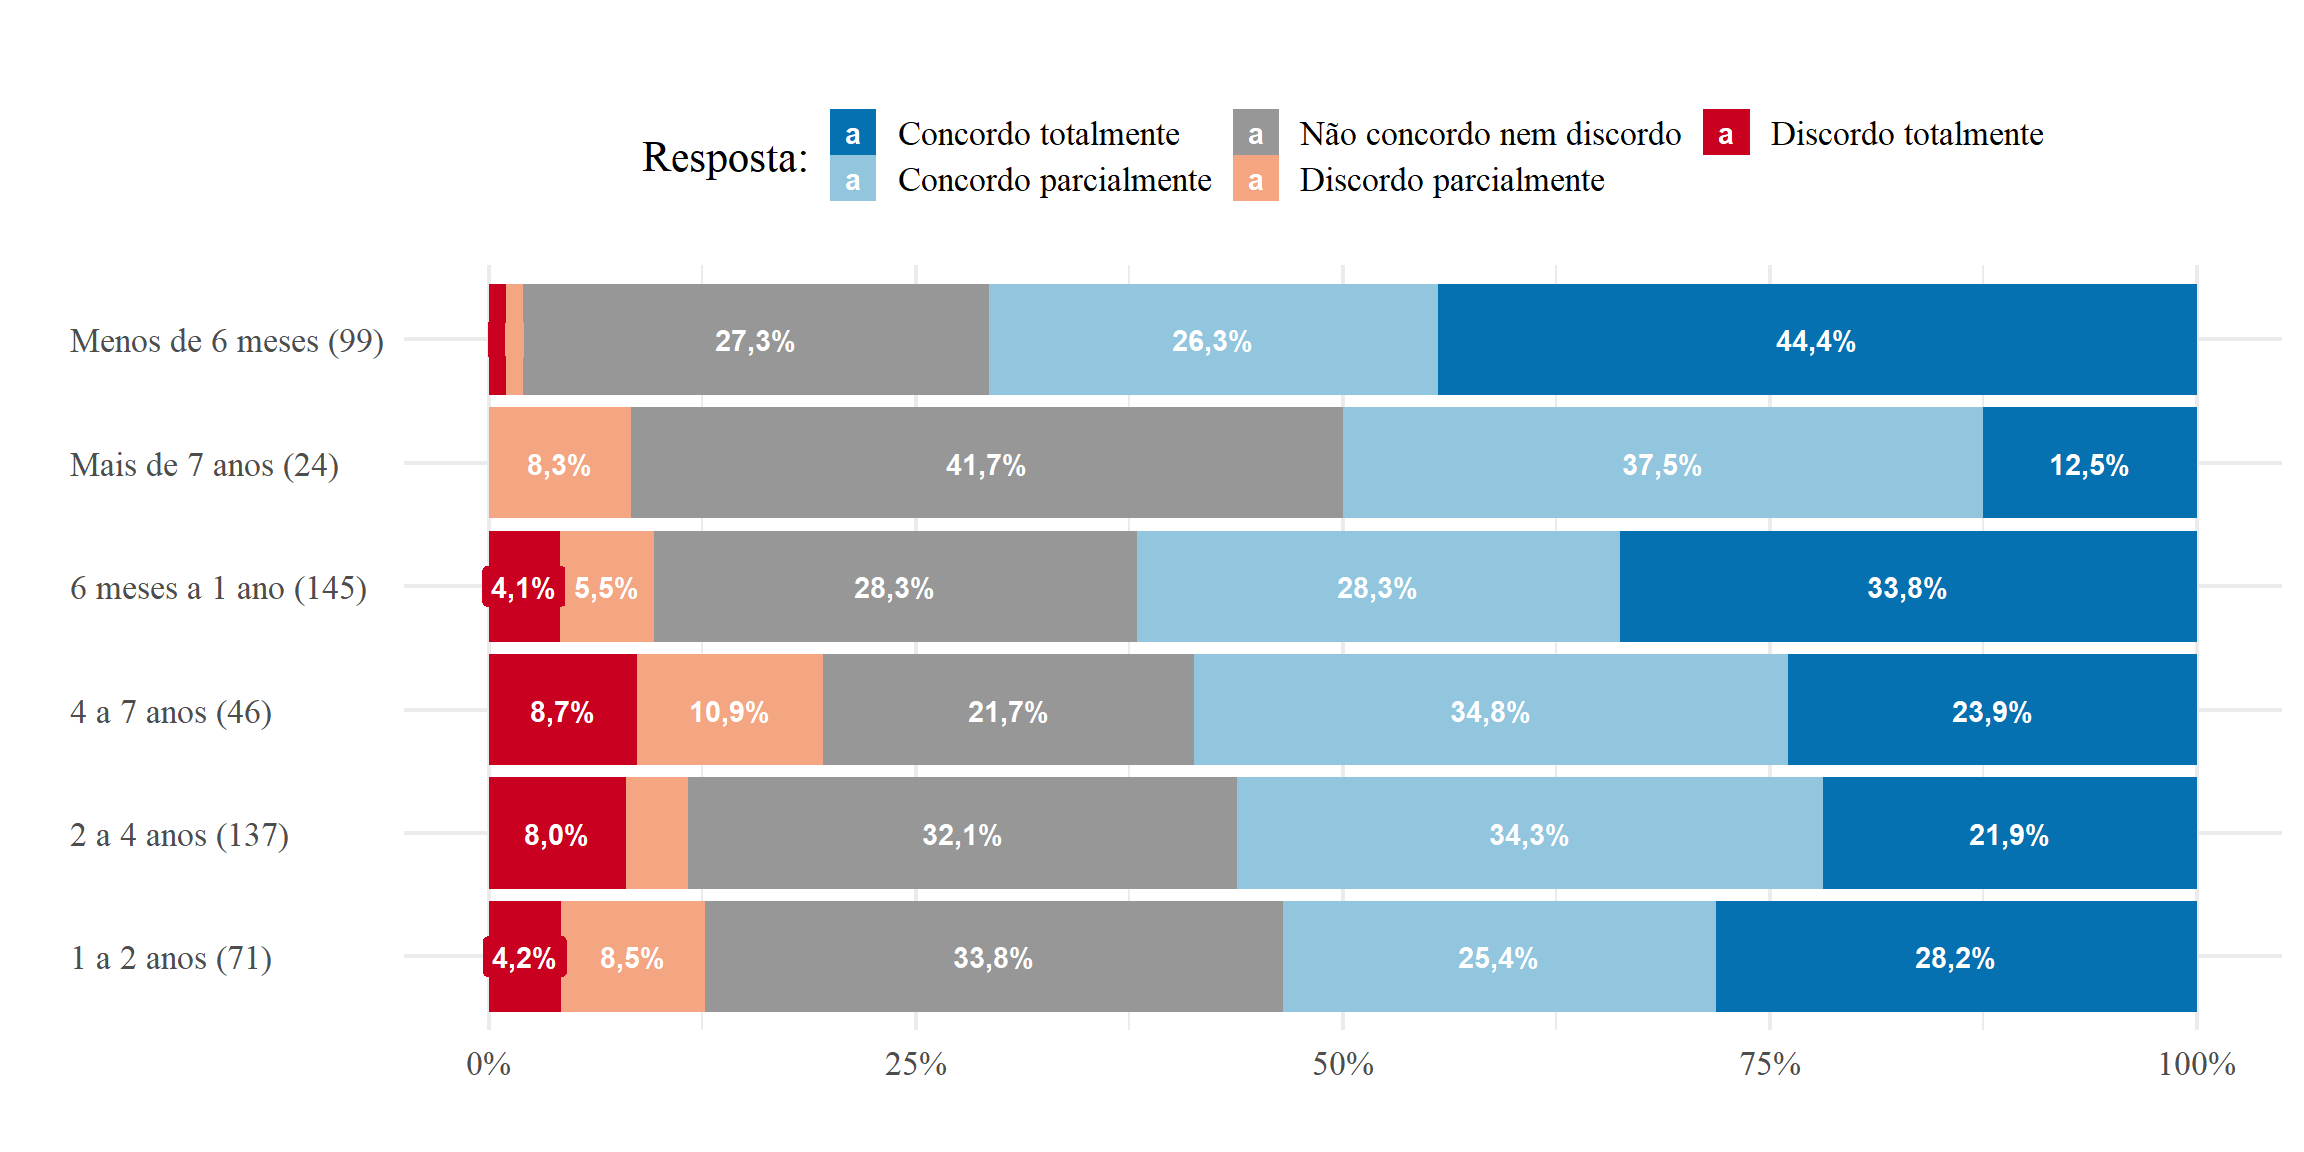 Resposta:
a Concordo totalmente a Não concordo nem discordo a Discordo totalmente
a Concordo parcialmente a Discordo parcialmente
Menos de 6 meses (99) 27,3% 26,3% 44,4%
Mais de 7 anos (24) 8,3% 41,7% 37,5% 12,5%
6 meses a 1 ano (145) 4,1% 5,5% 28,3% 28,3% 33,8%
4 a 7 anos (46) 8,7% 10,9% 21,7% 34,8% 23,9%
2 a 4 anos (137) 8,0% 32,1% 34,3% 21,9%
1 a 2 anos (71) 4,2% 8,5% 33,8% 25,4% 28,2%
0% 25% 50% 75% 100%